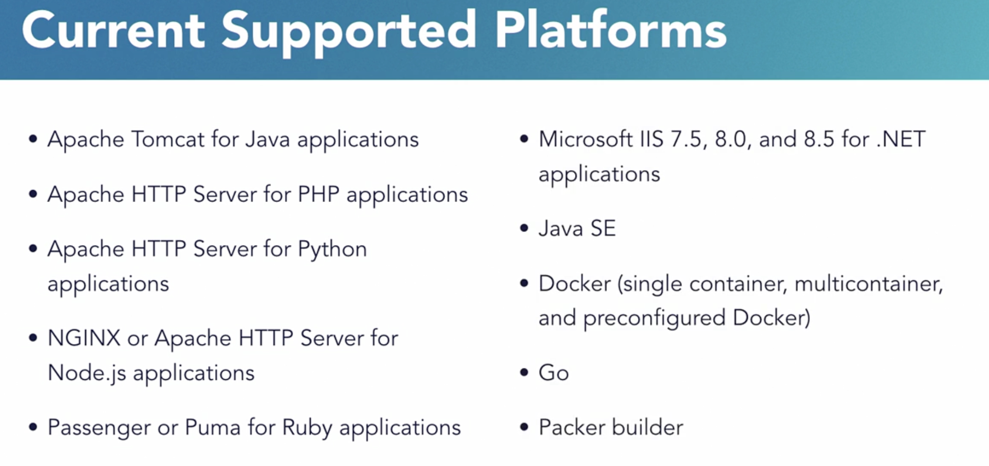 Current Supported Platforms
• Apache Tomcat for Java applications
• Apache HTTP Server for PHP applications
• Apache HTTP Server for Python
applications
• NGINX or Apache HTTP Server for
Node.js applications
• Passenger or Puma for Ruby applications
• Microsoft IIS 7.5, 8.0, and 8.5 for .NET
applications
• Java SE
• Docker (single container, multicontainer,
and preconfigured Docker)
• Go
• Packer builder